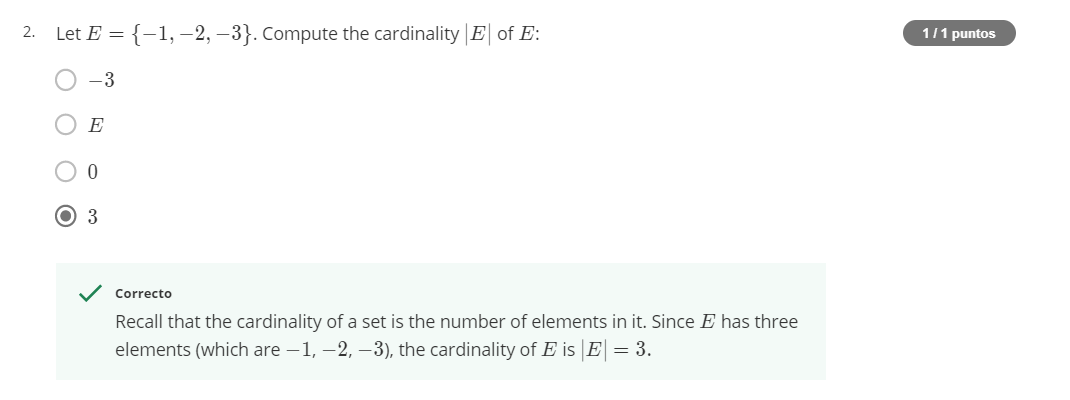 2. Let E = {−1, −2, −3}. Compute the cardinality |E| of E:
1 / 1 puntos
−3
E
0
3
Correcto
Recall that the cardinality of a set is the number of elements in it. Since E has three
elements (which are −1, −2, −3), the cardinality of E is |E| = 3.